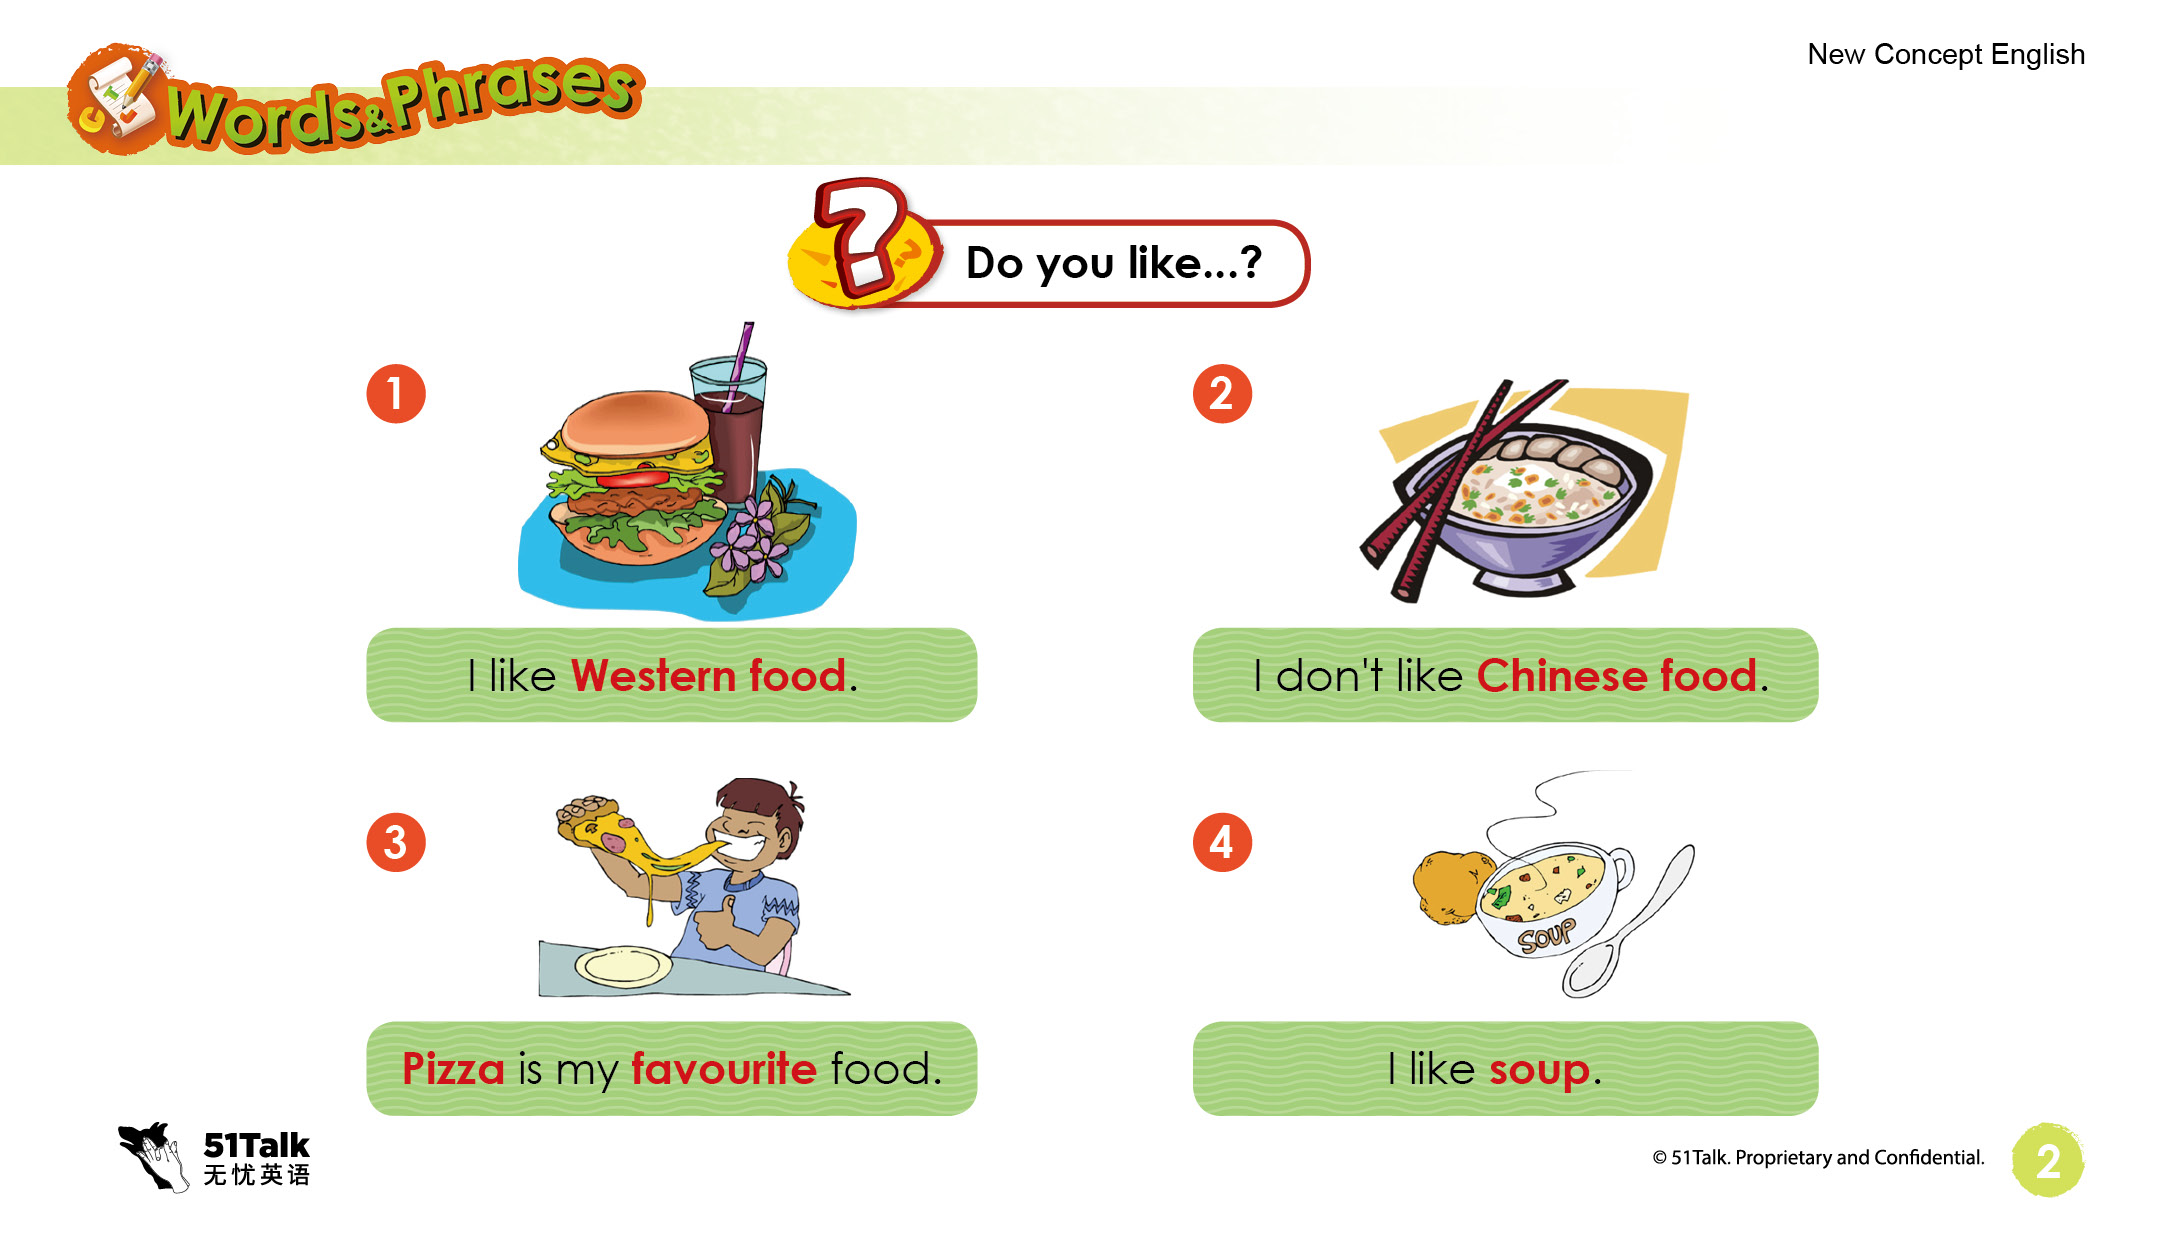 New Concept English
Words&Phrases
Do you like...?
1
2
I like Western food.
I don't like Chinese food.
3
4
SOUP
Pizza is my favourite food.
I like soup.
51Talk
无忧英语
© 51Talk. Proprietary and Confidential.
2